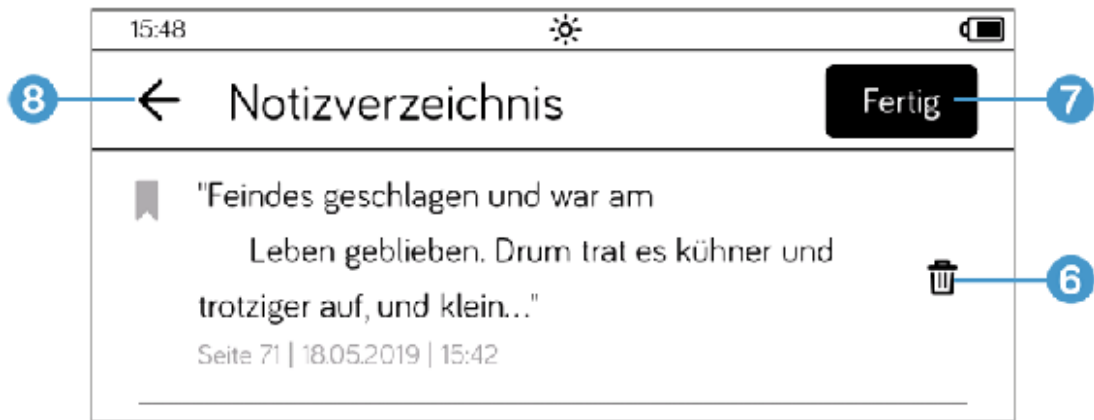 15:48
8 Notizverzeichnis Fertig 7
"Feindes geschlagen und war am
Leben geblieben. Drum trat es kühner und
trotziger auf, und klein..."
6
Seite 71 | 18.05.2019 | 15:42